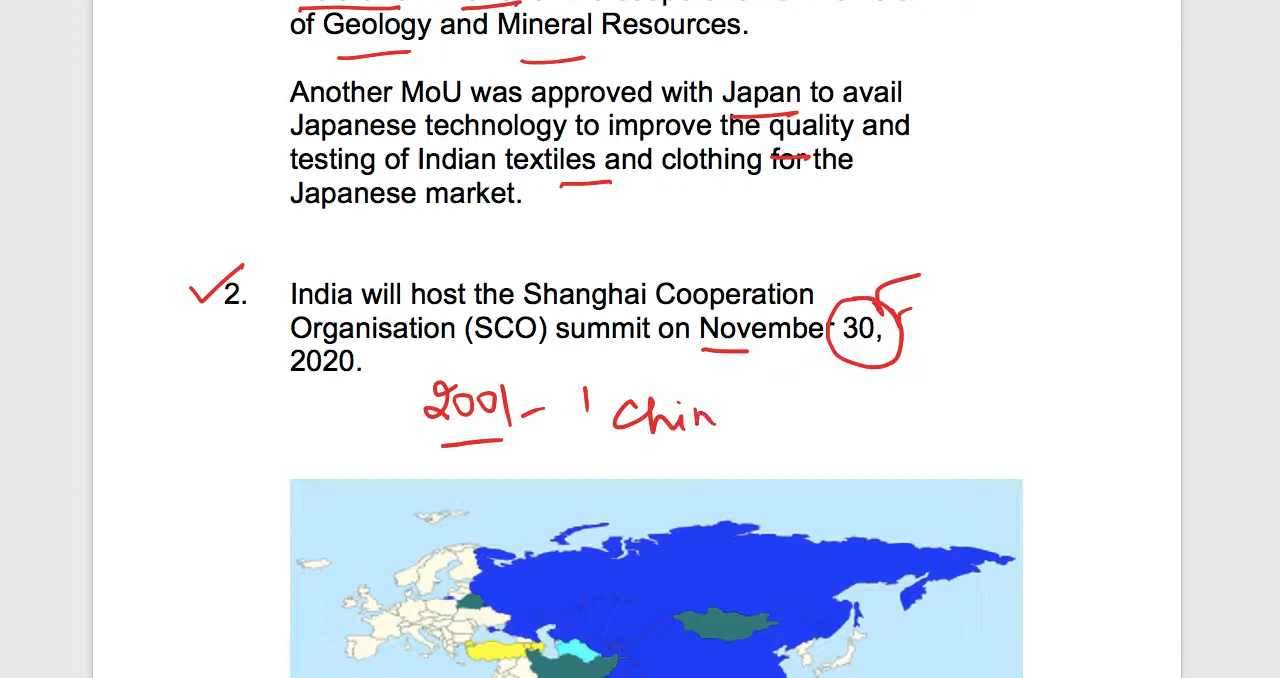 of Geology and Mineral Resources.
Another MoU was approved with Japan to avail
Japanese technology to improve the quality and
testing of Indian textiles and clothing for the
Japanese market.
2. India will host the Shanghai Cooperation
Organisation (SCO) summit on November 30,
2020.
2001 - ' Chin